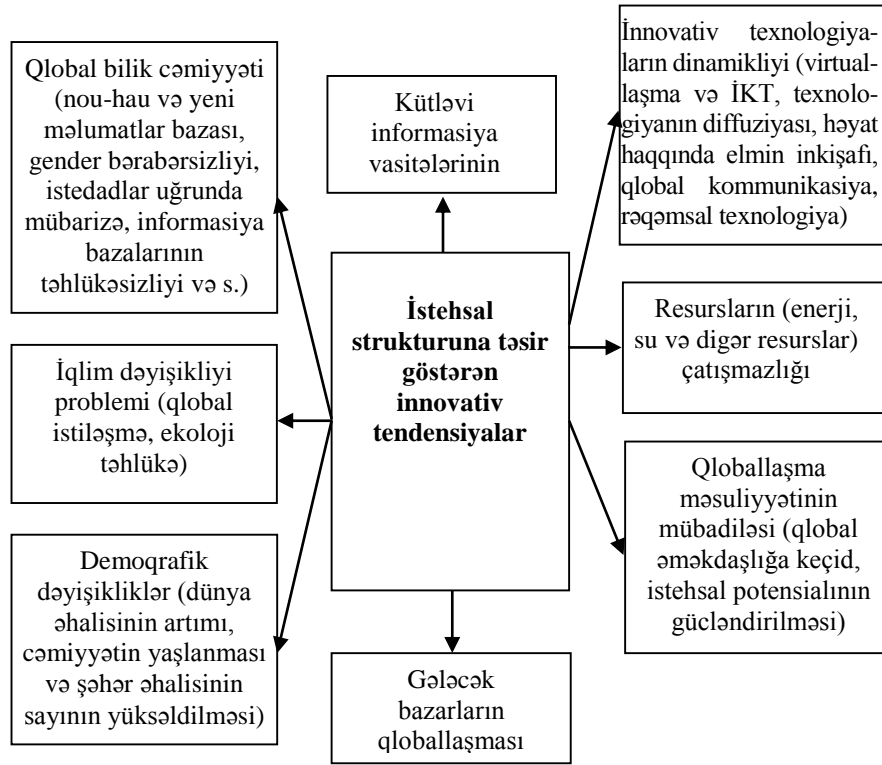 Qlobal bilik cəmiyyəti
(nou-hau və yeni
məlumatlar bazası,
gender bərabərsizliyi,
istedadlar uğrunda
mübarizə, informasiya
bazalarının
təhlükəsizliyi və s.)
Kütləvi
informasiya
vasitələrinin
İnnovativ texnologiya-
ların dinamikliyi (virtual-
laşma və İKT, texnolo-
giyanın diffuziyası, həyat
haqqında elmin inkişafı,
qlobal kommunikasiya,
rəqəmsal texnologiya)
İqlim dəyişikliyi
problemi (qlobal
istiləşmə, ekoloji
təhlükə)
İstehsal
strukturuna təsir
göstərən
innovativ
tendensiyalar
Resursların (enerji,
su və digər resurslar)
çatışmazlığı
Demoqrafik
dəyişikliklər (dünya
əhalisinin artımı,
cəmiyyətin yaşlanması
və şəhər əhalisinin
sayının yüksəldilməsi)
Gələcək
bazarların
qloballaşması
Qloballaşma
məsuliyyətinin
mübadiləsi (qlobal
əməkdaşlığa keçid,
istehsal potensialının
gücləndirilməsi)